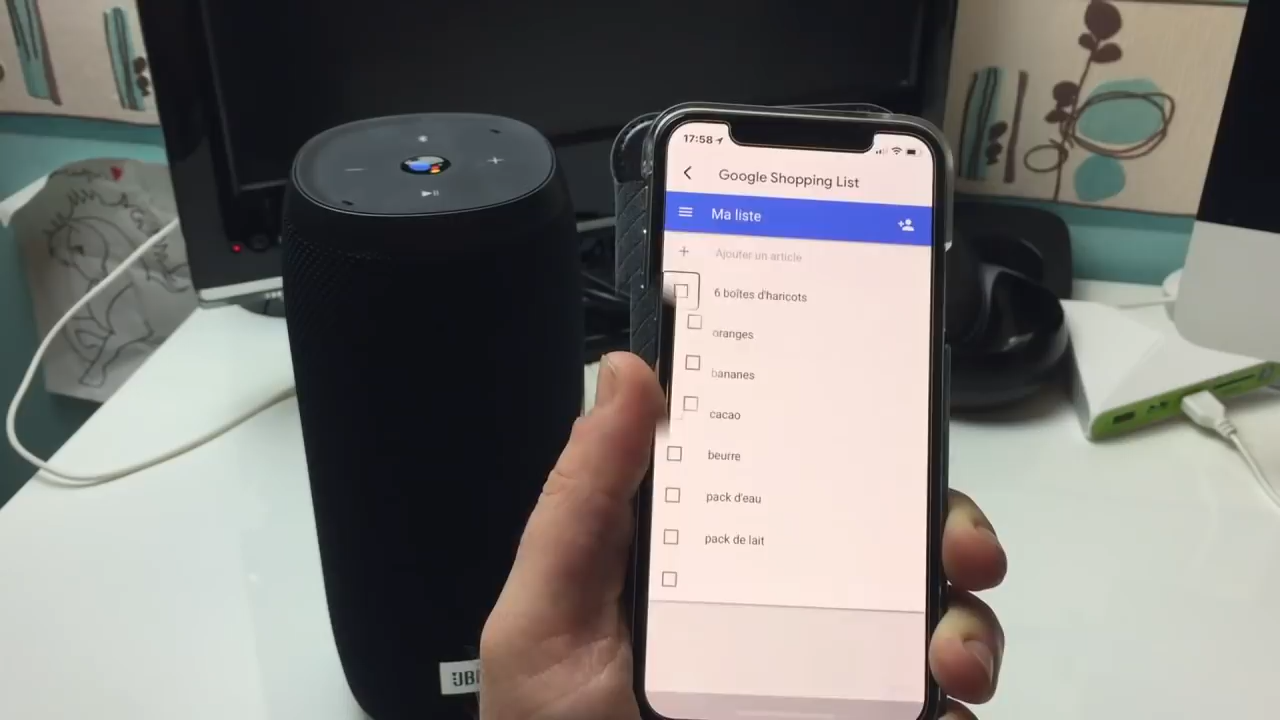 17:58
Google Shopping List
Ma liste
Ajouter un article
6 boîtes d'haricots
oranges
bananes
cacao
beurre
pack d'eau
pack de lait
JBL